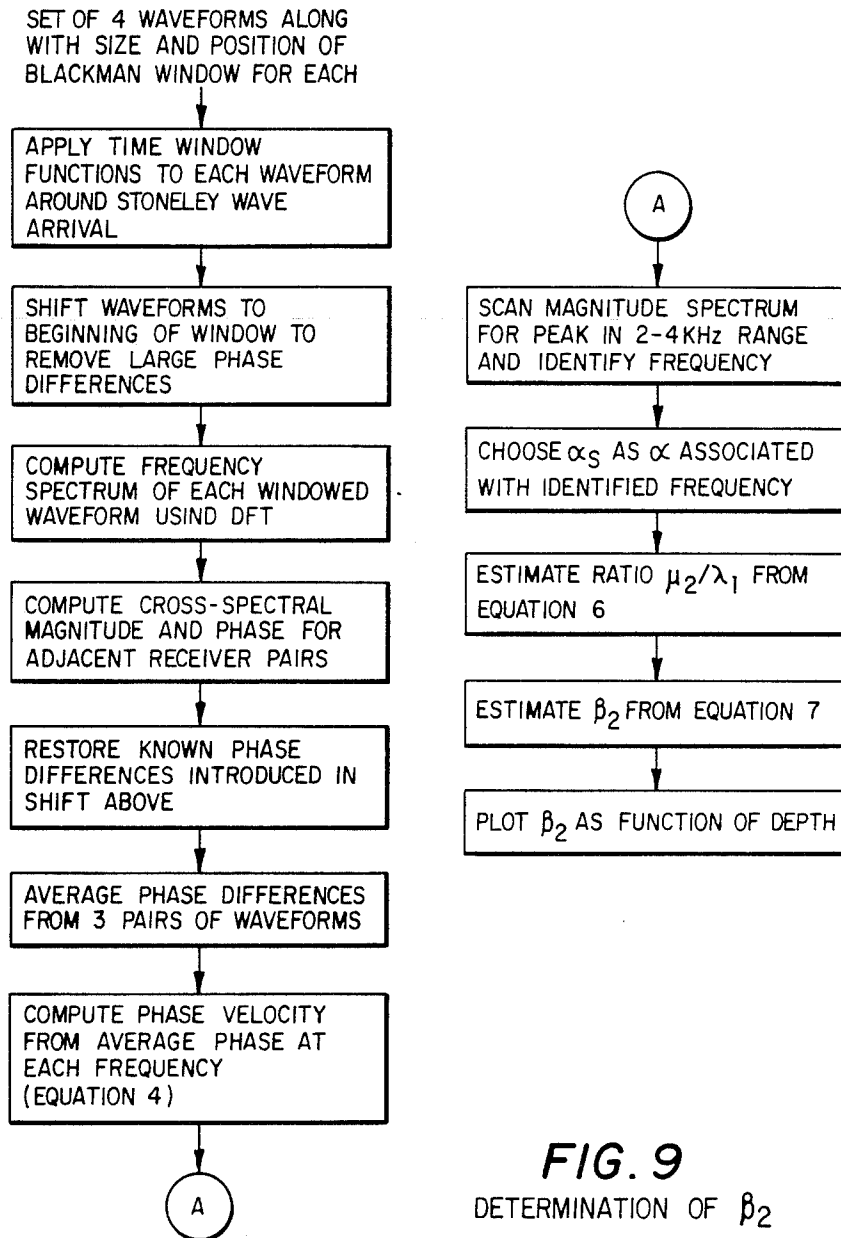 SET OF 4 WAVEFORMS ALONG
WITH SIZE AND POSITION OF
BLACKMAN WINDOW FOR EACH
APPLY TIME WINDOW
FUNCTIONS TO EACH WAVEFORM
AROUND STONELEY WAVE
ARRIVAL
SHIFT WAVEFORMS TO
BEGINNING OF WINDOW TO
REMOVE LARGE PHASE
DIFFERENCES
COMPUTE FREQUENCY
SPECTRUM OF EACH WINDOWED
WAVEFORM USIND DFT
COMPUTE CROSS-SPECTRAL
MAGNITUDE AND PHASE FOR
ADJACENT RECEIVER PAIRS
RESTORE KNOWN PHASE
DIFFERENCES INTRODUCED IN
SHIFT ABOVE
AVERAGE PHASE DIFFERENCES
FROM 3 PAIRS OF WAVEFORMS
COMPUTE PHASE VELOCITY
FROM AVERAGE PHASE AT
EACH FREQUENCY
(EQUATION 4)
A
A
SCAN MAGNITUDE SPECTRUM
FOR PEAK IN 2-4KHz RANGE
AND IDENTIFY FREQUENCY
CHOOSE αS AS α ASSOCIATED
WITH IDENTIFIED FREQUENCY
ESTIMATE RATIO μ2/λ1 FROM
EQUATION 6
ESTIMATE β2 FROM EQUATION 7
PLOT β2 AS FUNCTION OF DEPTH
FIG. 9
DETERMINATION OF β2